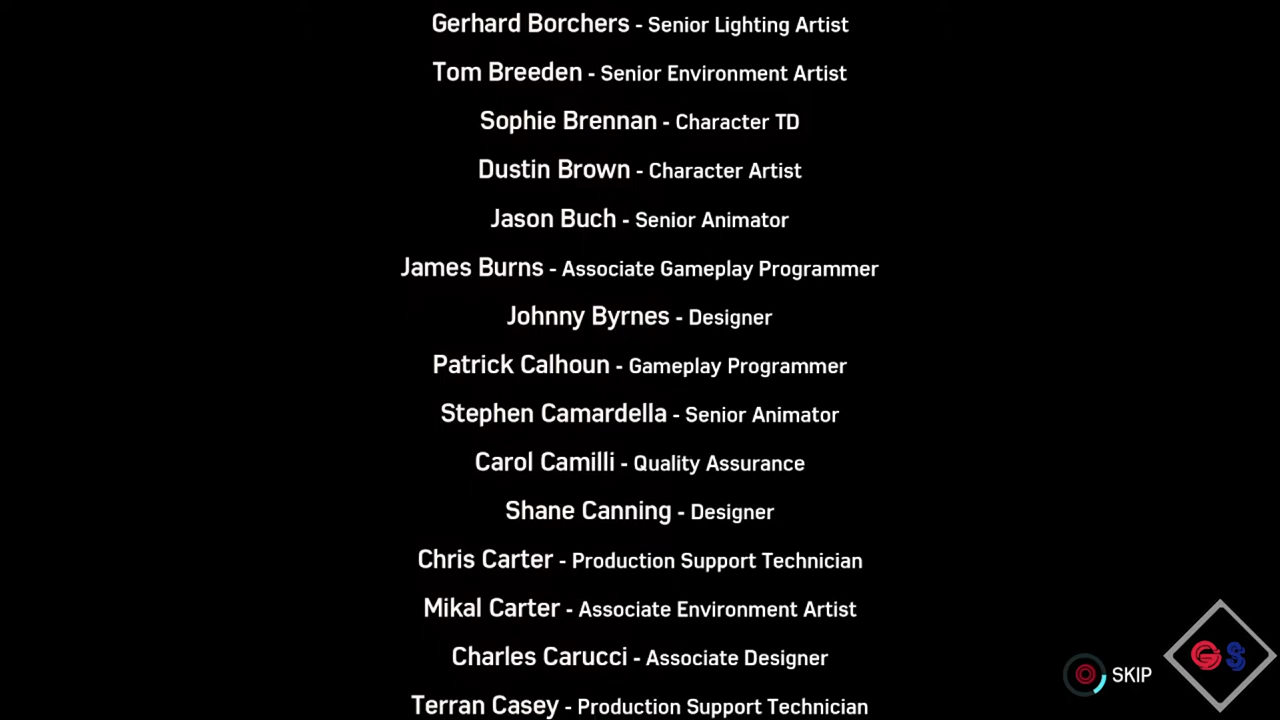 Gerhard Borchers - Senior Lighting Artist
Tom Breeden - Senior Environment Artist
Sophie Brennan - Character TD
Dustin Brown - Character Artist
Jason Buch - Senior Animator
James Burns - Associate Gameplay Programmer
Johnny Byrnes - Designer
Patrick Calhoun - Gameplay Programmer
Stephen Camardella - Senior Animator
Carol Camilli - Quality Assurance
Shane Canning - Designer
Chris Carter - Production Support Technician
Mikal Carter - Associate Environment Artist
Charles Carucci - Associate Designer
Terran Casey - Production Support Technician
SKIP
GS